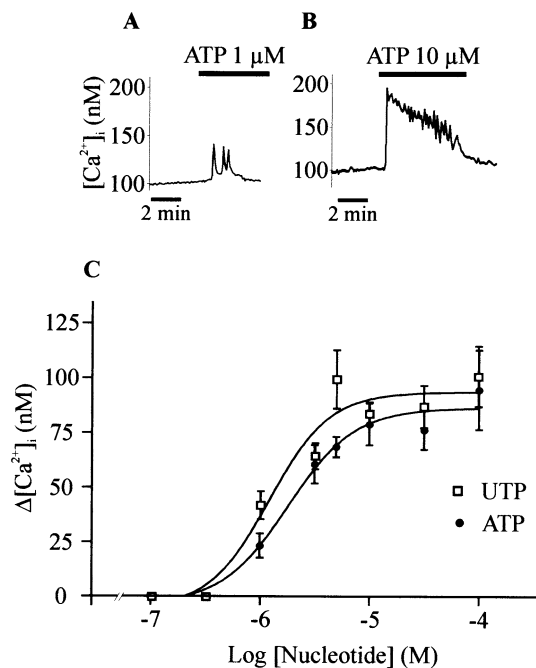 A
B
ATP 1 µM
ATP 10 µM
[Ca²⁺]ᵢ (nM)
200
150
100
2 min
200
150
100
2 min
C
Δ[Ca²⁺]ᵢ (nM)
125
100
75
50
25
0
UTP
ATP
-7
-6
-5
-4
Log [Nucleotide] (M)